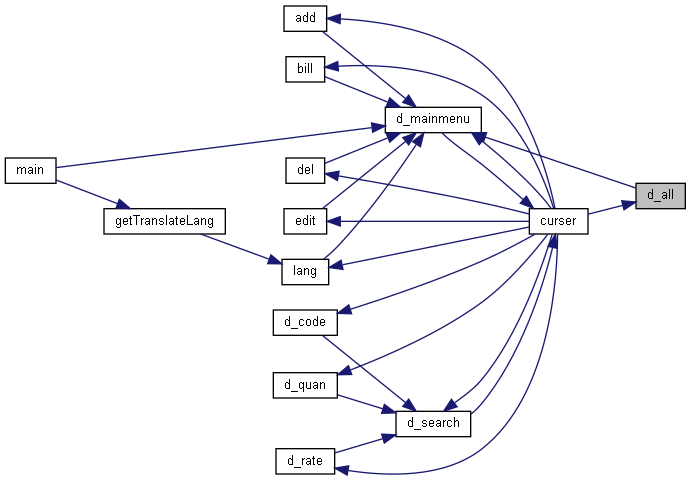 add
bill
d_mainmenu
main
del
d_all
getTranslateLang
edit
curser
lang
d_code
d_quan
d_search
d_rate